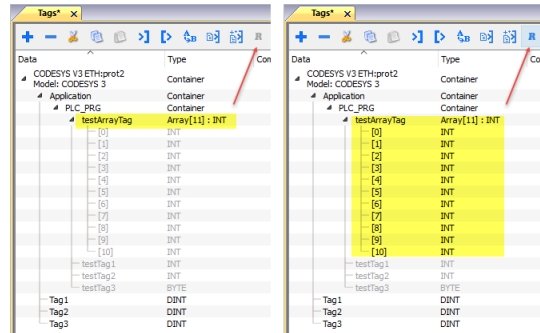 Tags* x
R
Data Type Con
CODESYS V3 ETH:prot2
Model: CODESYS 3 Container
Application Container
PLC_PRG Container
testArrayTag Array[11] : INT
[0] INT
[1] INT
[2] INT
[3] INT
[4] INT
[5] INT
[6] INT
[7] INT
[8] INT
[9] INT
[10] INT
testTag1 INT
testTag2 INT
testTag3 BYTE
Tag1 DINT
Tag2 DINT
Tag3 DINT
Tags* x
R
Data Type Co
CODESYS V3 ETH:prot2
Model: CODESYS 3 Container
Application Container
PLC_PRG Container
testArrayTag Array[11] : INT
[0] INT
[1] INT
[2] INT
[3] INT
[4] INT
[5] INT
[6] INT
[7] INT
[8] INT
[9] INT
[10] INT
testTag1 INT
testTag2 INT
testTag3 BYTE
Tag1 DINT
Tag2 DINT
Tag3 DINT